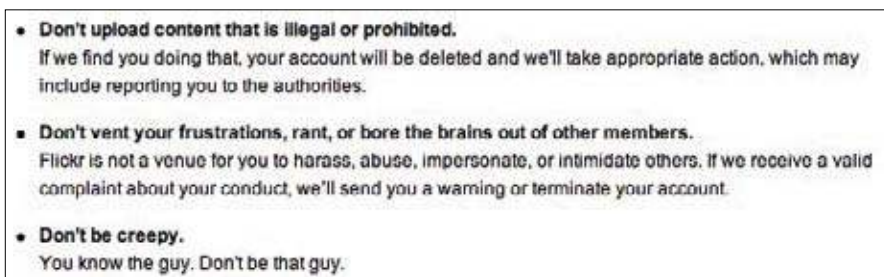 • Don't upload content that is illegal or prohibited.
If we find you doing that, your account will be deleted and we'll take appropriate action, which may
include reporting you to the authorities.
• Don't vent your frustrations, rant, or bore the brains out of other members.
Flickr is not a venue for you to harass, abuse, impersonate, or intimidate others. If we receive a valid
complaint about your conduct, we'll send you a warning or terminate your account.
• Don't be creepy.
You know the guy. Don't be that guy.